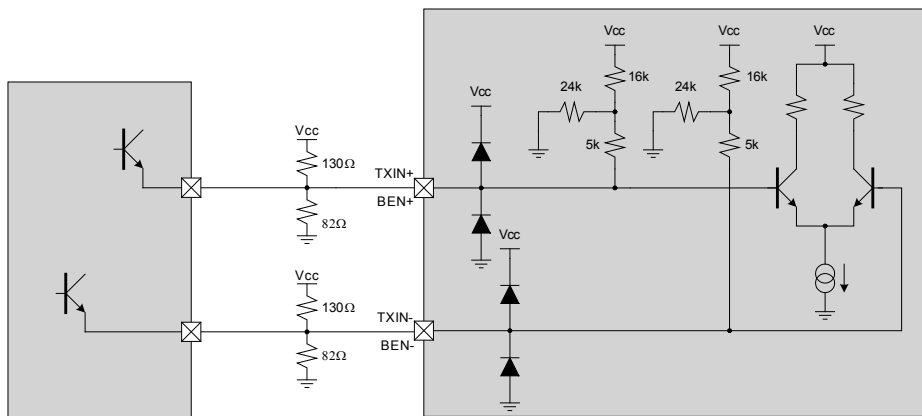 Vcc
Vcc
Vcc
24k
16k
24k
16k
Vcc
Vcc
130Ω
5k
5k
TXIN+
BEN+
82Ω
Vcc
Vcc
130Ω
TXIN-
BEN-
82Ω